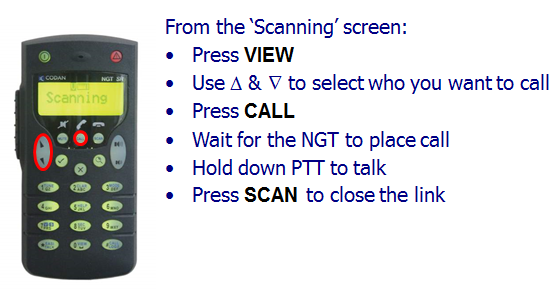 From the ‘Scanning’ screen:
• Press VIEW
• Use ∆ & ∇ to select who you want to call
• Press CALL
• Wait for the NGT to place call
• Hold down PTT to talk
• Press SCAN to close the link
CODAN NGT SR
Scanning